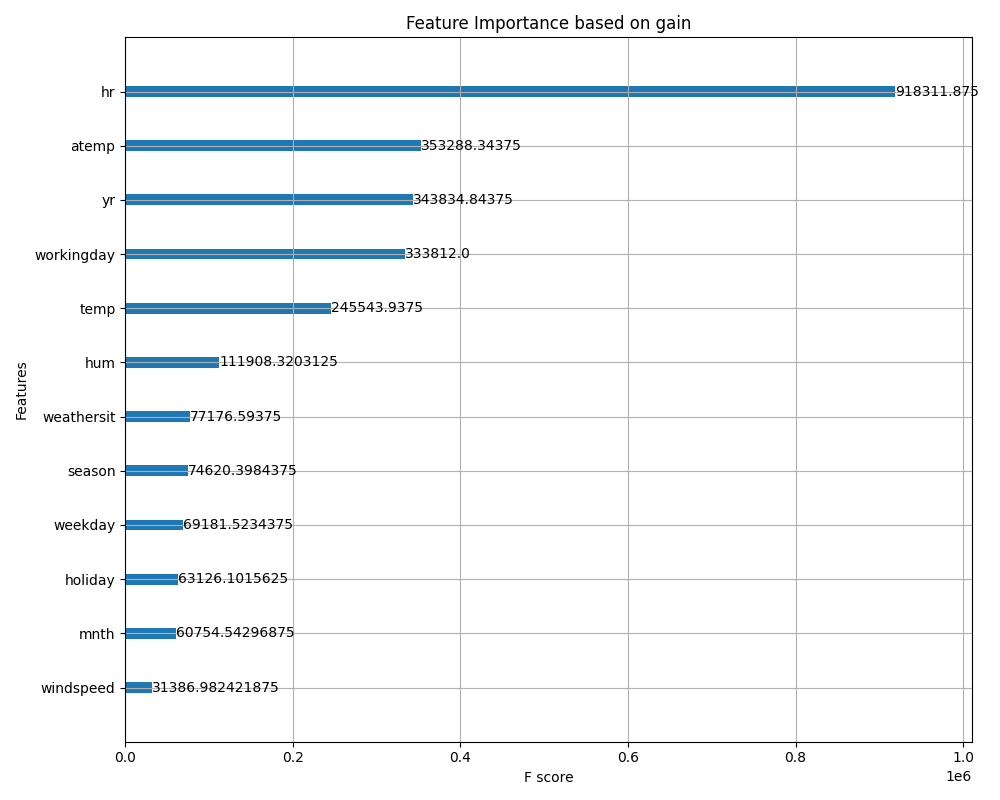 Feature Importance based on gain
hr 918311.875
atemp 353288.34375
yr 343834.84375
workingday 333812.0
temp 245543.9375
hum 111908.3203125
weathersit 77176.59375
season 74620.3984375
weekday 69181.5234375
holiday 63126.1015625
mnth 60754.54296875
windspeed 31386.982421875
Features
0.0 0.2 0.4 0.6 0.8 1.0
1e6
F score